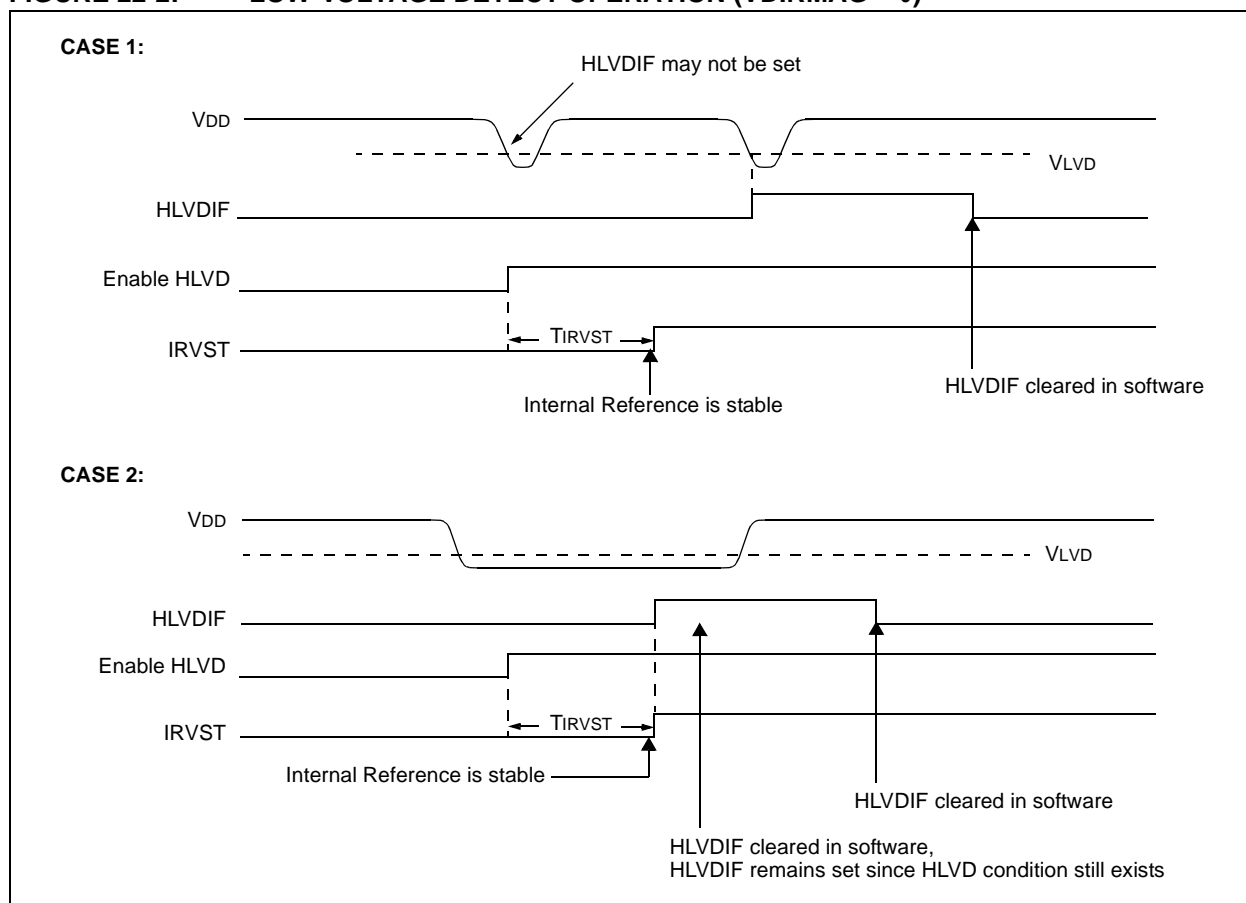 CASE 1:
HLVDIF may not be set
VDD
VLVD
HLVDIF
Enable HLVD
TIRVST
IRVST
HLVDIF cleared in software
Internal Reference is stable
CASE 2:
VDD
VLVD
HLVDIF
Enable HLVD
TIRVST
IRVST
Internal Reference is stable
HLVDIF cleared in software
HLVDIF cleared in software,
HLVDIF remains set since HLVD condition still exists